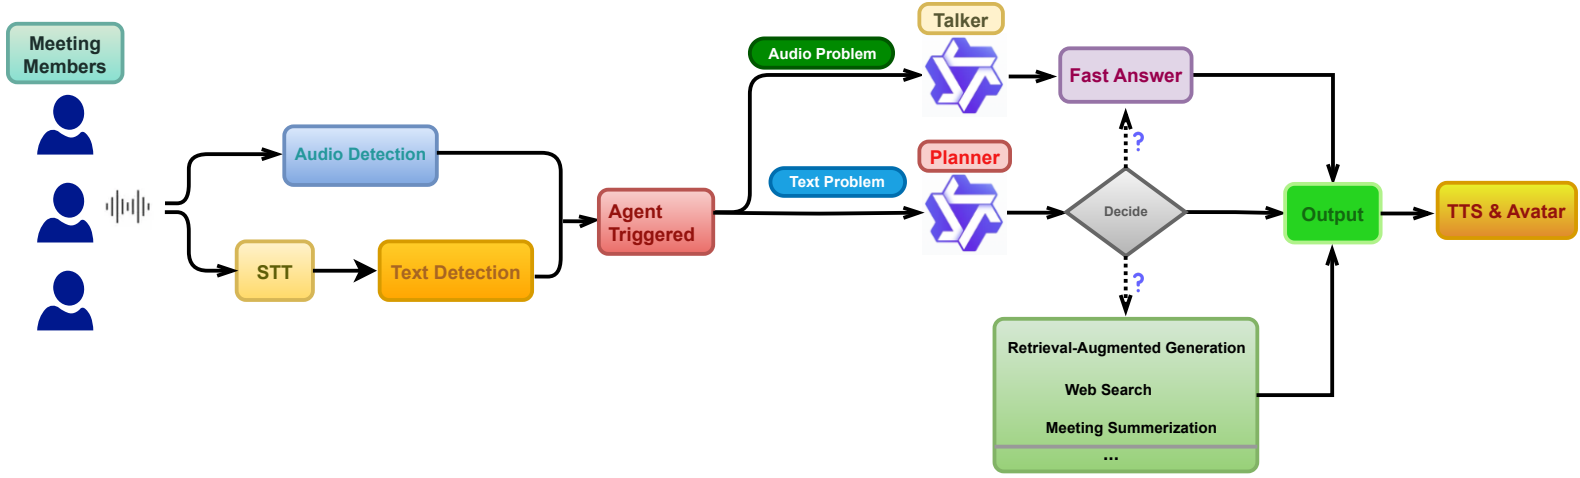 Meeting
Members
Audio Detection
STT
Text Detection
Agent
Triggered
Audio Problem
Text Problem
Talker
Planner
Fast Answer
?
Decide
?
Retrieval-Augmented Generation
Web Search
Meeting Summerization
...
Output
TTS & Avatar